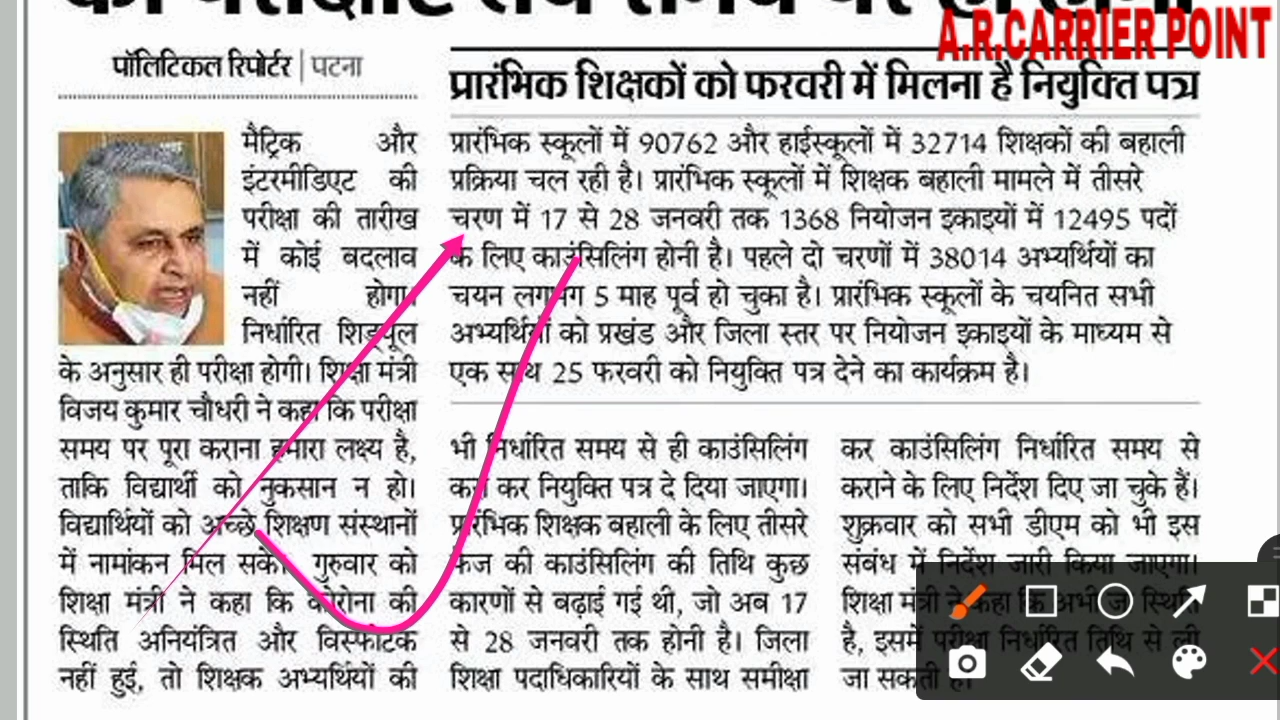 A.R.CARRIER POINT
पॉलिटिकल रिपोर्टर | पटना
मैट्रिक और
इंटरमीडिएट की
परीक्षा की तारीख
में कोई बदलाव
नहीं होगा।
निर्धारित शिड्यूल
के अनुसार ही परीक्षा होगी। शिक्षा मंत्री
विजय कुमार चौधरी ने कहा कि परीक्षा
समय पर पूरा कराना हमारा लक्ष्य है,
ताकि विद्यार्थी को नुकसान न हो।
विद्यार्थियों को अच्छे शिक्षण संस्थानों
में नामांकन मिल सके। गुरुवार को
शिक्षा मंत्री ने कहा कि कोरोना की
स्थिति अनियंत्रित और विस्फोटक
नहीं हुई, तो शिक्षक अभ्यर्थियों की
प्रारंभिक शिक्षकों को फरवरी में मिलना है नियुक्ति पत्र
प्रारंभिक स्कूलों में 90762 और हाईस्कूलों में 32714 शिक्षकों की बहाली
प्रक्रिया चल रही है। प्रारंभिक स्कूलों में शिक्षक बहाली मामले में तीसरे
चरण में 17 से 28 जनवरी तक 1368 नियोजन इकाइयों में 12495 पदों
के लिए काउंसिलिंग होनी है। पहले दो चरणों में 38014 अभ्यर्थियों का
चयन लगभग 5 माह पूर्व हो चुका है। प्रारंभिक स्कूलों के चयनित सभी
अभ्यर्थियों को प्रखंड और जिला स्तर पर नियोजन इकाइयों के माध्यम से
एक साथ 25 फरवरी को नियुक्ति पत्र देने का कार्यक्रम है।
भी निर्धारित समय से ही काउंसिलिंग
करा कर नियुक्ति पत्र दे दिया जाएगा।
प्रारंभिक शिक्षक बहाली के लिए तीसरे
फेज की काउंसिलिंग की तिथि कुछ
कारणों से बढ़ाई गई थी, जो अब 17
से 28 जनवरी तक होनी है। जिला
शिक्षा पदाधिकारियों के साथ समीक्षा
कर काउंसिलिंग निर्धारित समय से
कराने के लिए निर्देश दिए जा चुके हैं।
शुक्रवार को सभी डीएम को भी इस
संबंध में निर्देश जारी किया जाएगा।
शिक्षा मंत्री ने कहा कि अभी जो स्थिति
है, इसमें परीक्षा निर्धारित तिथि से ली
जा सकती है।